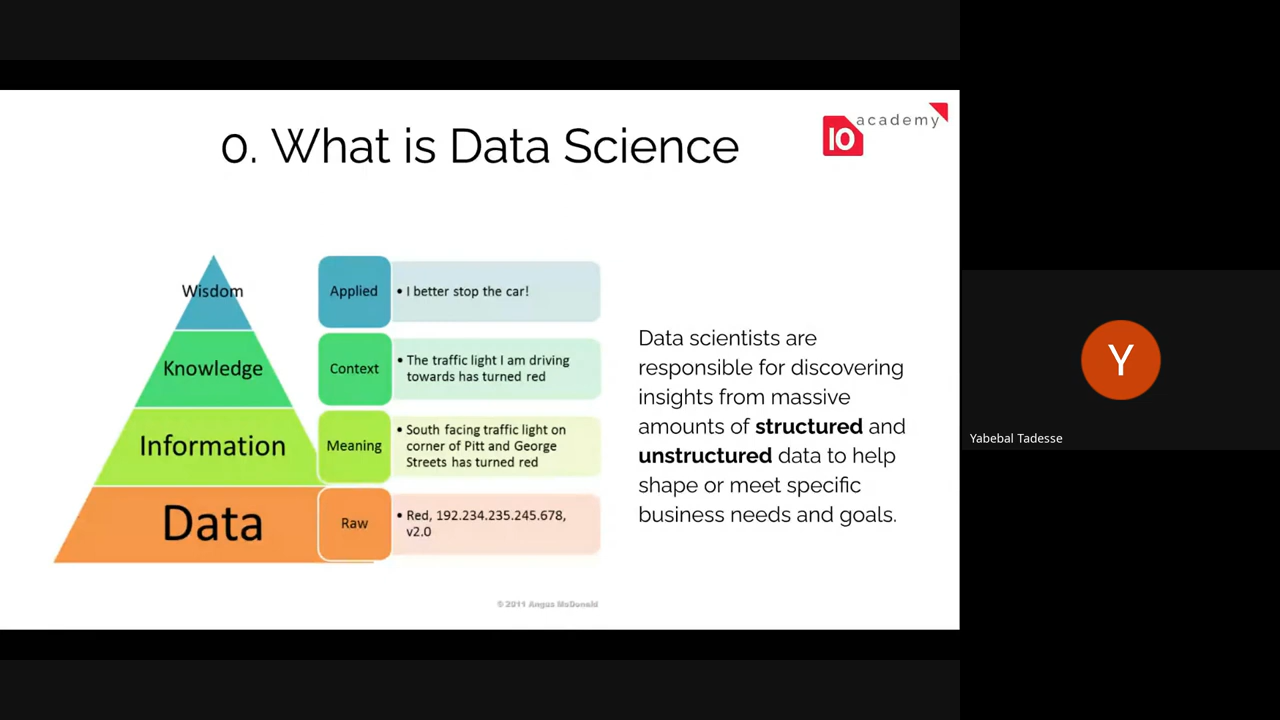 0. What is Data Science
10 academy
Wisdom
Applied
• I better stop the car!
Knowledge
Context
• The traffic light I am driving
towards has turned red
Information
Meaning
• South facing traffic light on
corner of Pitt and George
Streets has turned red
Data
Raw
• Red, 192.234.235.245.678,
v2.0
© 2011 Angus McDonald
Data scientists are
responsible for discovering
insights from massive
amounts of structured and
unstructured data to help
shape or meet specific
business needs and goals.
Y
Yabebal Tadesse